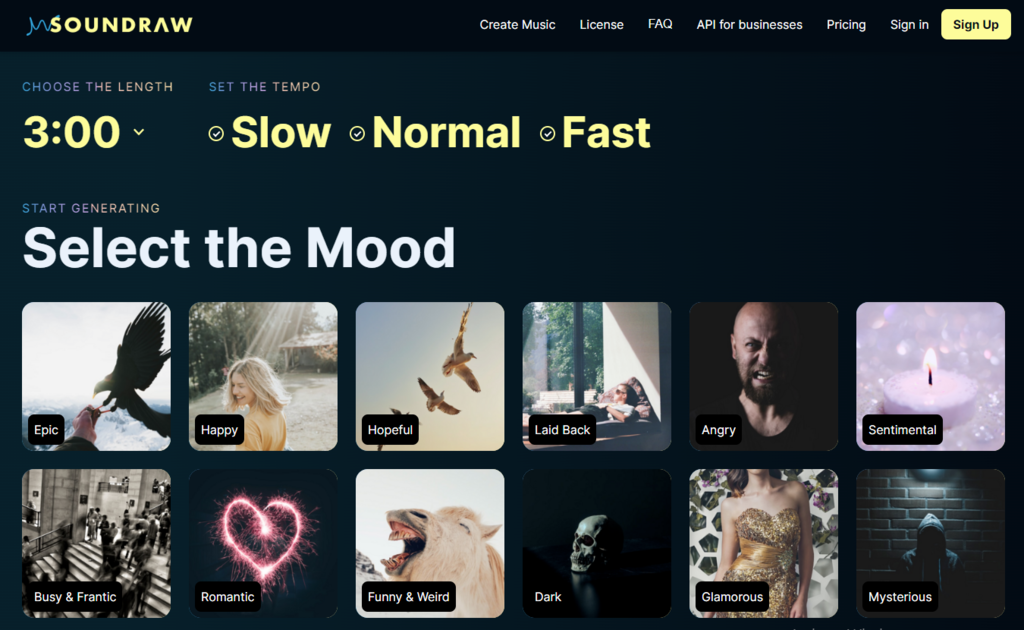 SOUNDRAW Create Music License FAQ API for businesses Pricing Sign in Sign Up
CHOOSE THE LENGTH SET THE TEMPO
3:00 Slow Normal Fast
START GENERATING
Select the Mood
Epic Happy Hopeful Laid Back Angry Sentimental
Busy & Frantic Romantic Funny & Weird Dark Glamorous Mysterious